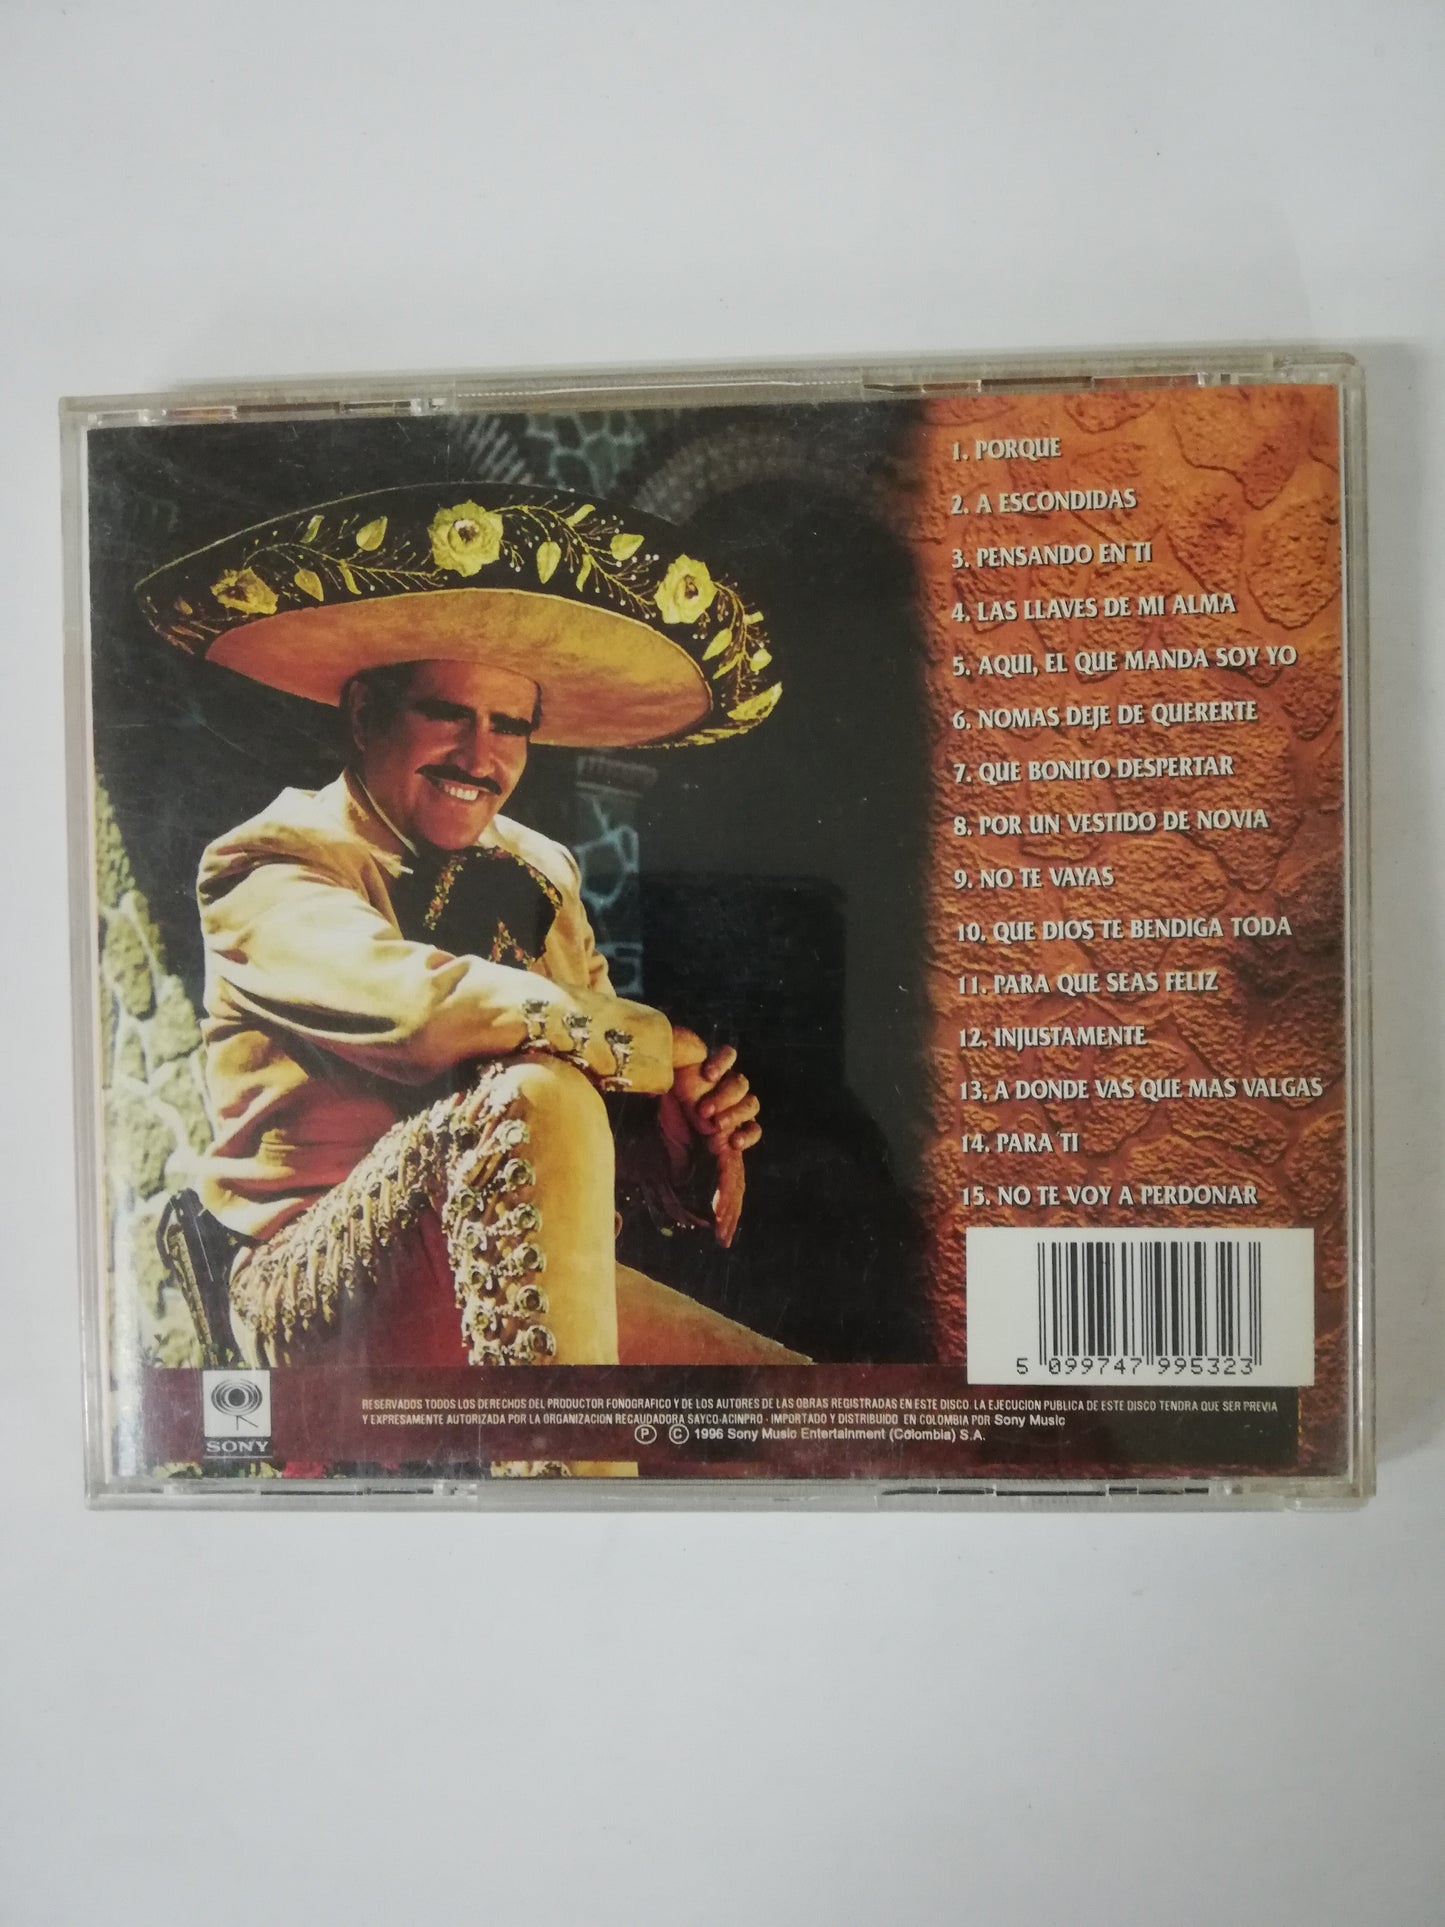 1. PORQUE
2. A ESCONDIDAS
3. PENSANDO EN TI
4. LAS LLAVES DE MI ALMA
5. AQUI, EL QUE MANDA SOY YO
6. NOMAS DEJE DE QUERERTE
7. QUE BONITO DESPERTAR
8. POR UN VESTIDO DE NOVIA
9. NO TE VAYAS
10. QUE DIOS TE BENDIGA TODA
11. PARA QUE SEAS FELIZ
12. INJUSTAMENTE
13. A DONDE VAS QUE MAS VALGAS
14. PARA TI
15. NO TE VOY A PERDONAR
5 099747 995323
SONY
RESERVADOS TODOS LOS DERECHOS DEL PRODUCTOR FONOGRAFICO Y DE LOS AUTORES DE LAS OBRAS REGISTRADAS EN ESTE DISCO. LA EJECUCION PUBLICA DE ESTE DISCO TENDRA QUE SER PREVIA
Y EXPRESAMENTE AUTORIZADA POR LA ORGANIZACION RECAUDADORA SAYCO-ACINPRO - IMPORTADO Y DISTRIBUIDO EN COLOMBIA POR Sony Music
Ⓟ © 1996 Sony Music Entertainment (Colombia) S.A.